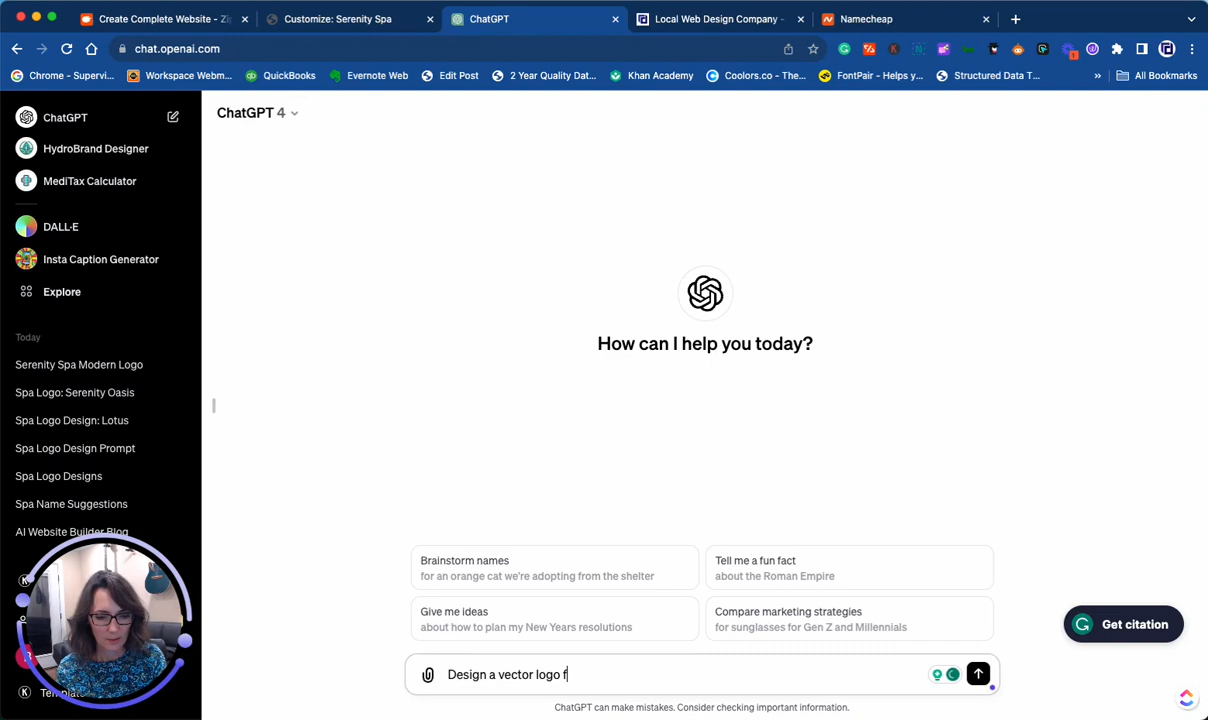 Create Complete Website - Zi
Customize: Serenity Spa
ChatGPT
Local Web Design Company -
Namecheap
chat.openai.com
Chrome - Supervi...
Workspace Webm...
QuickBooks
Evernote Web
Edit Post
2 Year Quality Dat...
Khan Academy
Coolors.co - The...
FontPair - Helps y...
Structured Data T...
»
All Bookmarks
ChatGPT
HydroBrand Designer
MediTax Calculator
DALL·E
Insta Caption Generator
Explore
Today
Serenity Spa Modern Logo
Spa Logo: Serenity Oasis
Spa Logo Design: Lotus
Spa Logo Design Prompt
Spa Logo Designs
Spa Name Suggestions
AI Website Builder Blog
ChatGPT 4
How can I help you today?
Brainstorm names
for an orange cat we're adopting from the shelter
Tell me a fun fact
about the Roman Empire
Give me ideas
about how to plan my New Years resolutions
Compare marketing strategies
for sunglasses for Gen Z and Millennials
Get citation
Design a vector logo f
ChatGPT can make mistakes. Consider checking important information.